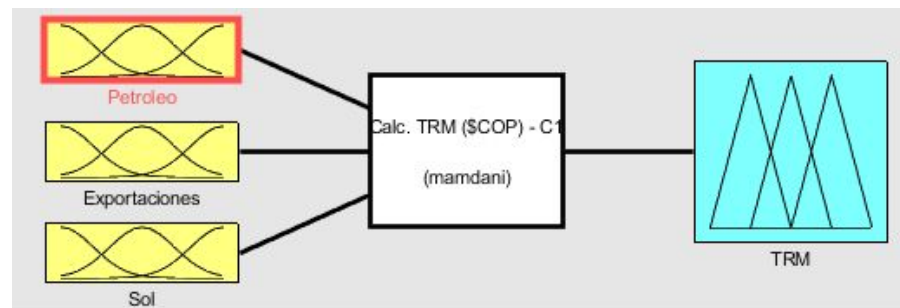 Petroleo
Exportaciones
Sol
Calc. TRM ($COP) - C1
(mamdani)
TRM